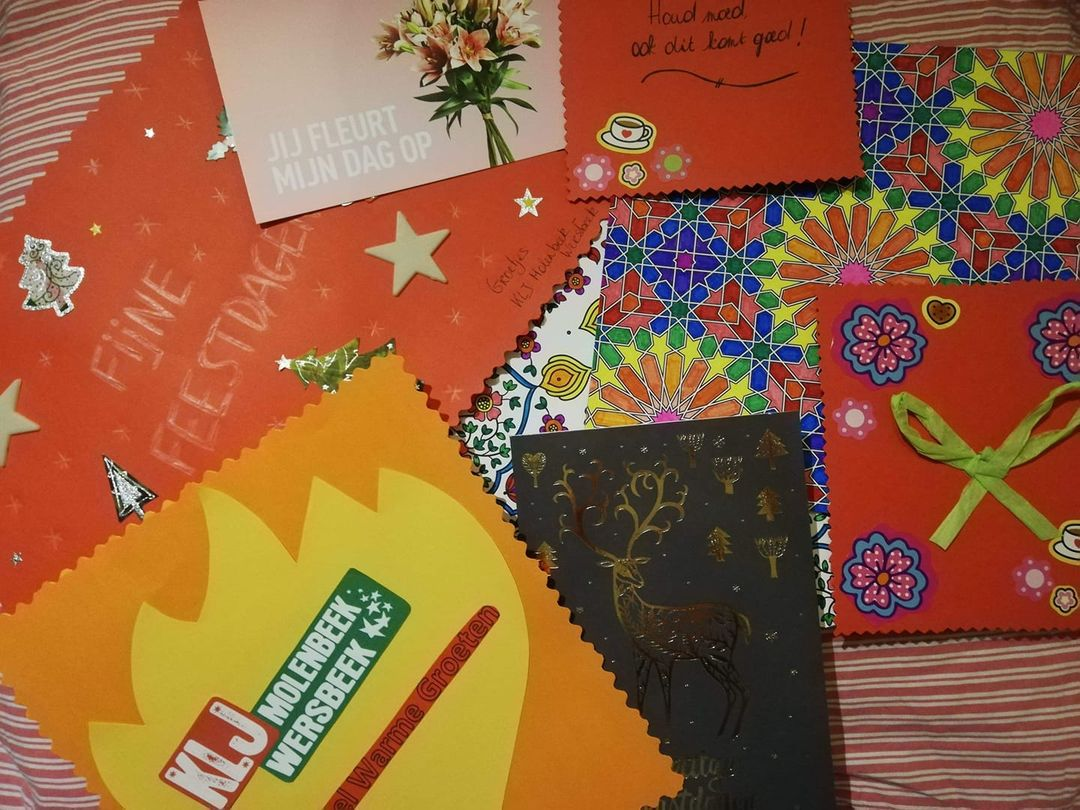 Houd moed,
ook dit komt goed!
JIJ FLEURT
MIJN DAG OP
Groetjes
KLJ Molenbeek
Wersbeek
FIJNE
FEESTDAGEN
KLJ
MOLENBEEK
WERSBEEK
Warme Groeten